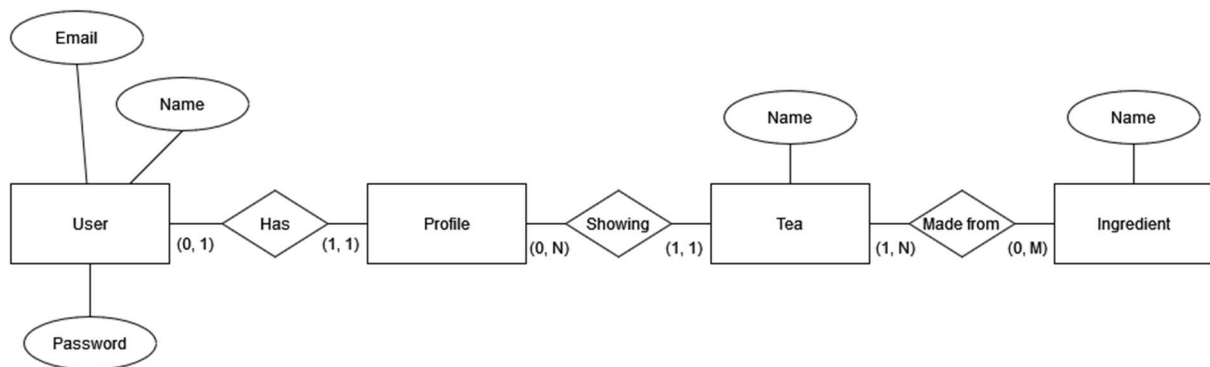 Email
Name
Name
Name
User
Has
Profile
Showing
Tea
Made from
Ingredient
(0, 1)
(1, 1)
(0, N)
(1, 1)
(1, N)
(0, M)
Password